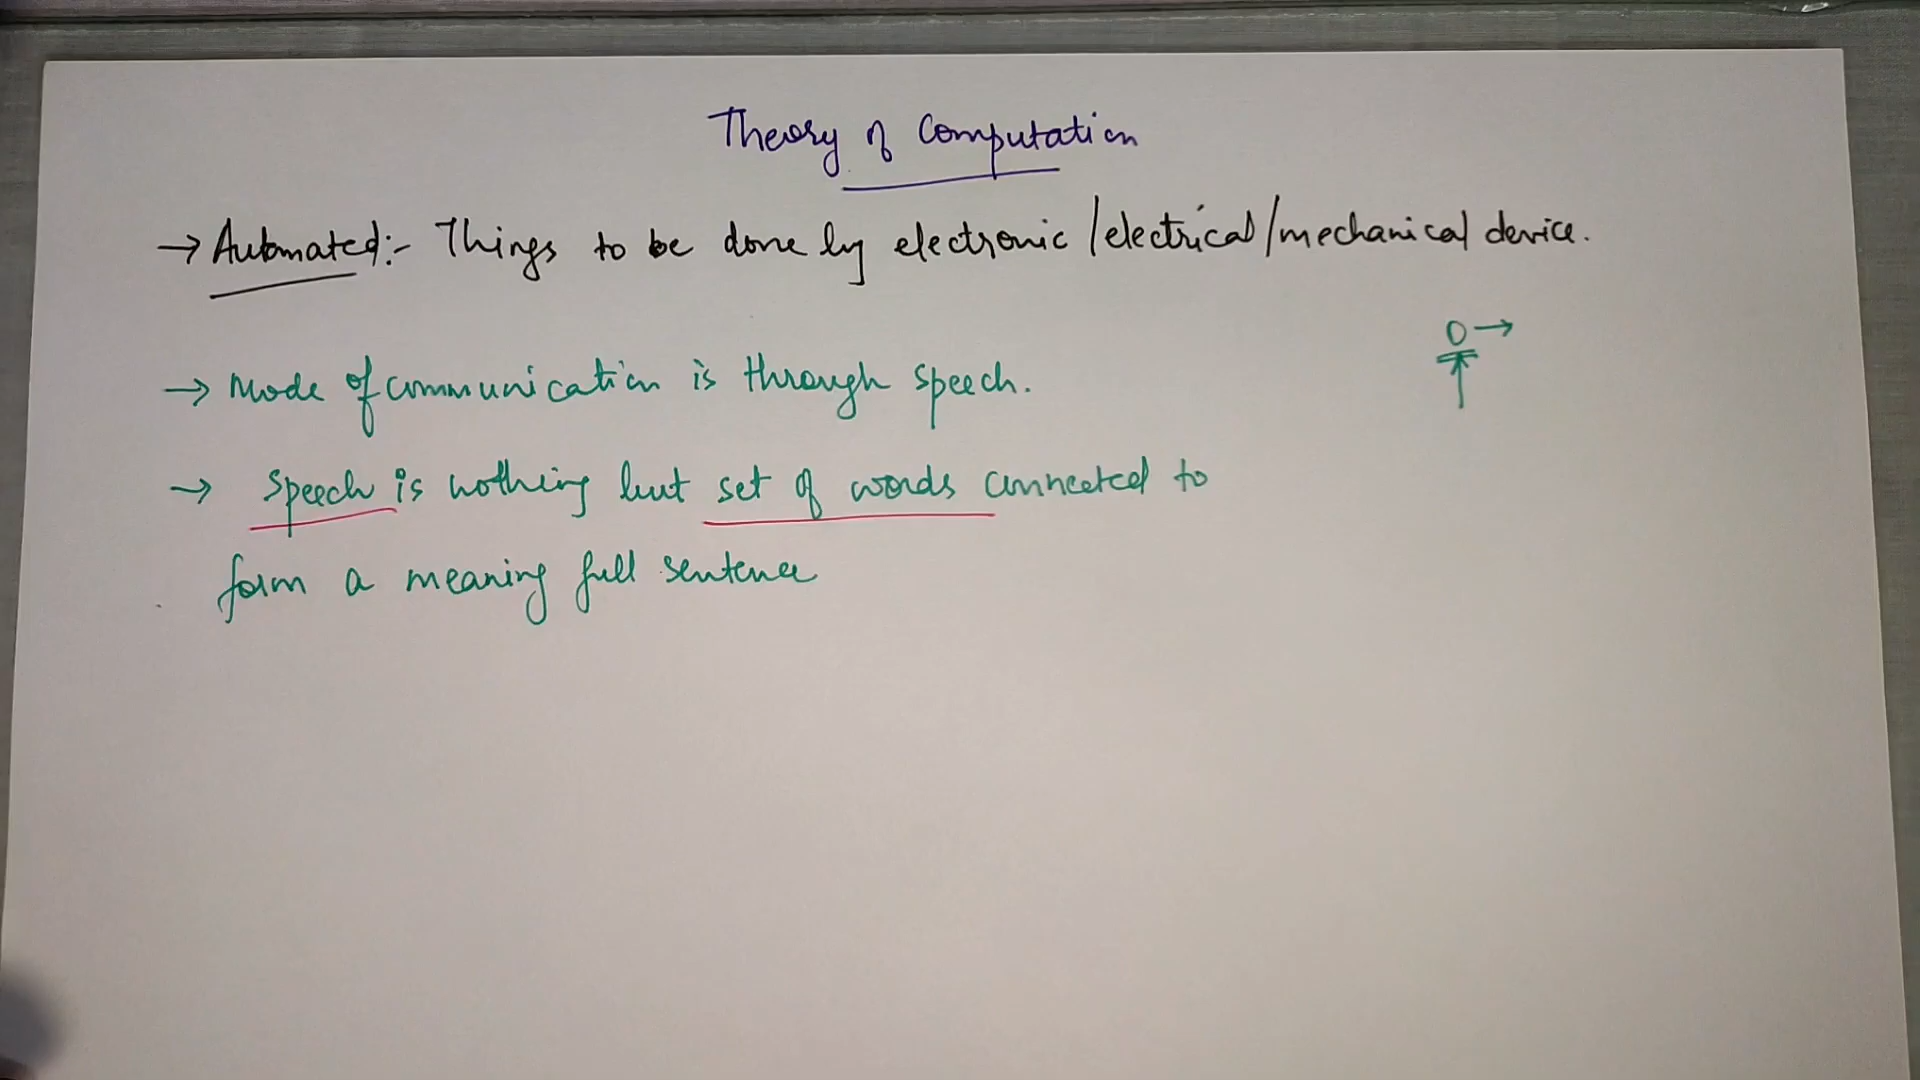 Theory of Computation
→ Automated:- Things to be done by electronic/electrical/mechanical device.
→ Mode of communication is through speech.
→ Speech is nothing but set of words connected to
form a meaning full sentence